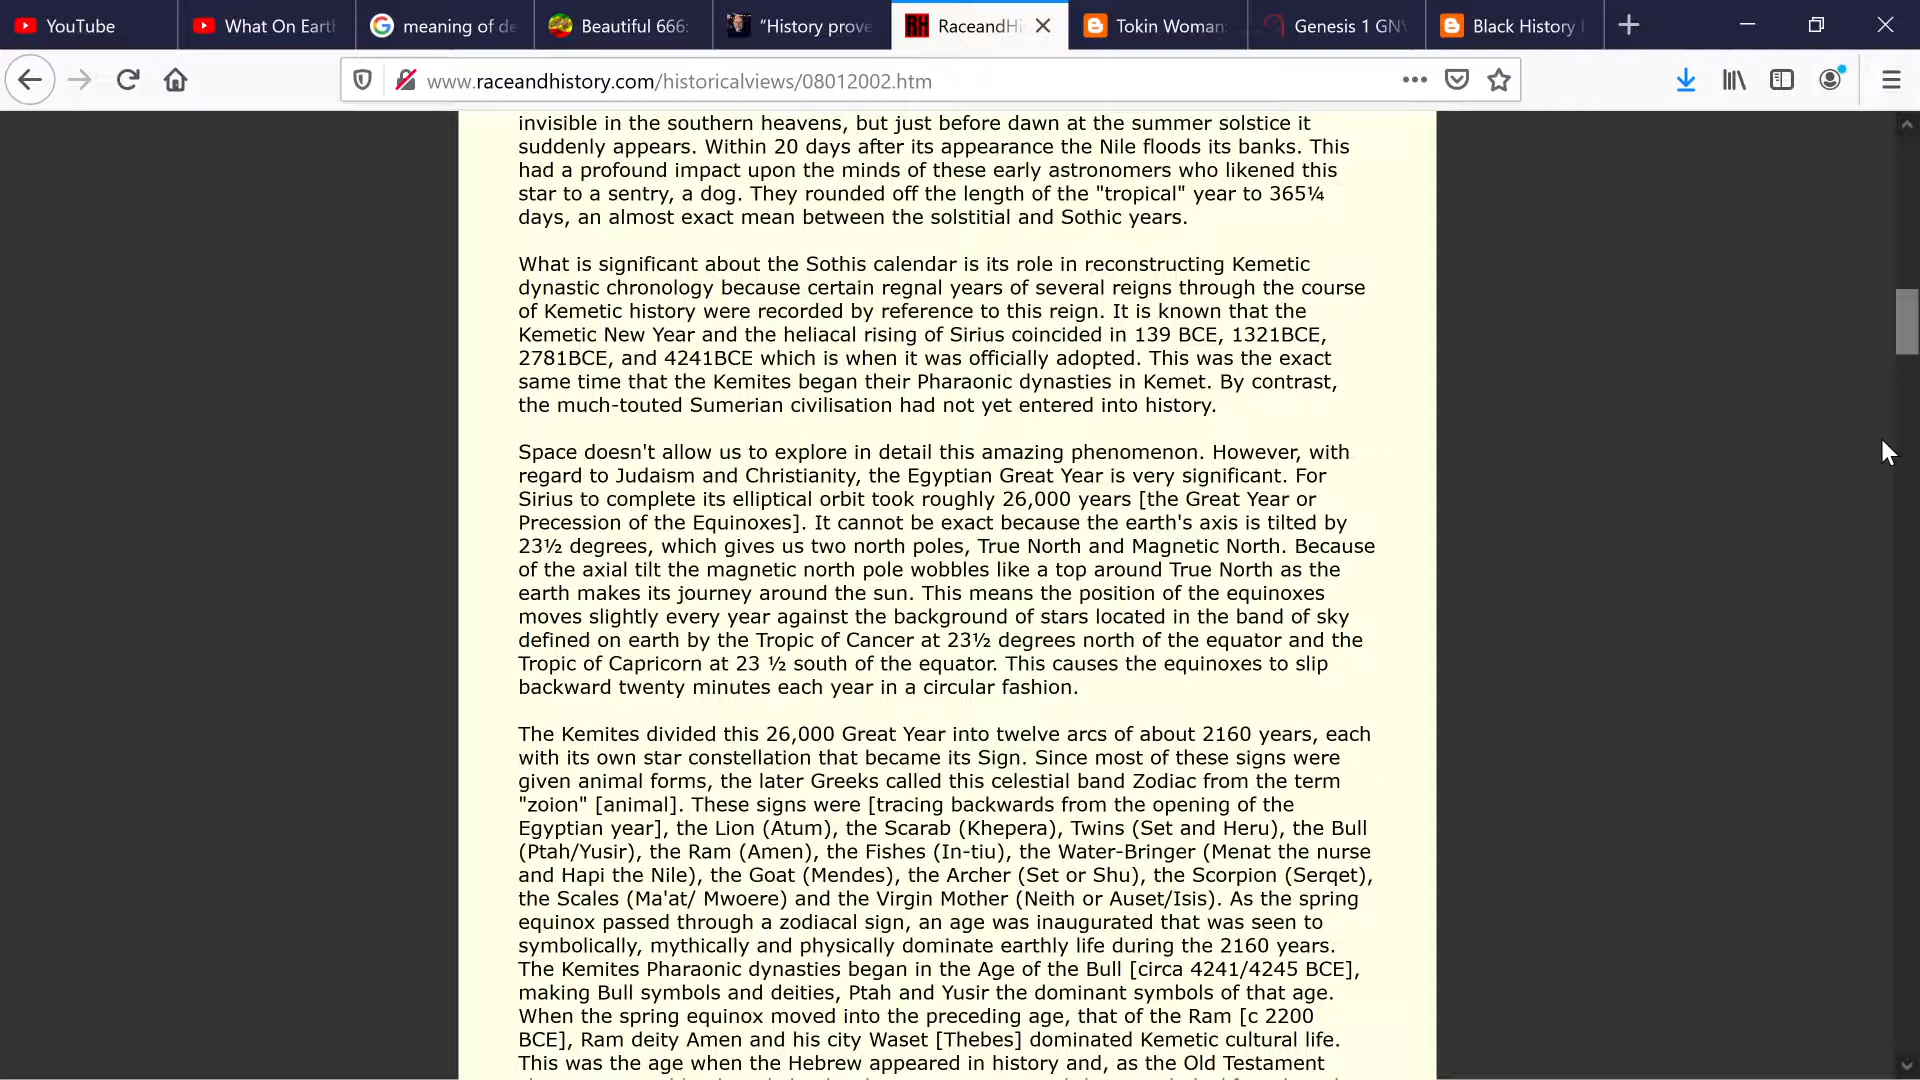 YouTube
What On Eart
meaning of de
Beautiful 666:
“History prove
RaceandHi
Tokin Woman:
Genesis 1 GN
Black History
www.raceandhistory.com/historicalviews/08012002.htm
invisible in the southern heavens, but just before dawn at the summer solstice it
suddenly appears. Within 20 days after its appearance the Nile floods its banks. This
had a profound impact upon the minds of these early astronomers who likened this
star to a sentry, a dog. They rounded off the length of the "tropical" year to 365¼
days, an almost exact mean between the solstitial and Sothic years.
What is significant about the Sothis calendar is its role in reconstructing Kemetic
dynastic chronology because certain regnal years of several reigns through the course
of Kemetic history were recorded by reference to this reign. It is known that the
Kemetic New Year and the heliacal rising of Sirius coincided in 139 BCE, 1321BCE,
2781BCE, and 4241BCE which is when it was officially adopted. This was the exact
same time that the Kemites began their Pharaonic dynasties in Kemet. By contrast,
the much-touted Sumerian civilisation had not yet entered into history.
Space doesn't allow us to explore in detail this amazing phenomenon. However, with
regard to Judaism and Christianity, the Egyptian Great Year is very significant. For
Sirius to complete its elliptical orbit took roughly 26,000 years [the Great Year or
Precession of the Equinoxes]. It cannot be exact because the earth's axis is tilted by
23½ degrees, which gives us two north poles, True North and Magnetic North. Because
of the axial tilt the magnetic north pole wobbles like a top around True North as the
earth makes its journey around the sun. This means the position of the equinoxes
moves slightly every year against the background of stars located in the band of sky
defined on earth by the Tropic of Cancer at 23½ degrees north of the equator and the
Tropic of Capricorn at 23 ½ south of the equator. This causes the equinoxes to slip
backward twenty minutes each year in a circular fashion.
The Kemites divided this 26,000 Great Year into twelve arcs of about 2160 years, each
with its own star constellation that became its Sign. Since most of these signs were
given animal forms, the later Greeks called this celestial band Zodiac from the term
"zoion" [animal]. These signs were [tracing backwards from the opening of the
Egyptian year], the Lion (Atum), the Scarab (Khepera), Twins (Set and Heru), the Bull
(Ptah/Yusir), the Ram (Amen), the Fishes (In-tiu), the Water-Bringer (Menat the nurse
and Hapi the Nile), the Goat (Mendes), the Archer (Set or Shu), the Scorpion (Serqet),
the Scales (Ma'at/ Mwoere) and the Virgin Mother (Neith or Auset/Isis). As the spring
equinox passed through a zodiacal sign, an age was inaugurated that was seen to
symbolically, mythically and physically dominate earthly life during the 2160 years.
The Kemites Pharaonic dynasties began in the Age of the Bull [circa 4241/4245 BCE],
making Bull symbols and deities, Ptah and Yusir the dominant symbols of that age.
When the spring equinox moved into the preceding age, that of the Ram [c 2200
BCE], Ram deity Amen and his city Waset [Thebes] dominated Kemetic cultural life.
This was the age when the Hebrew appeared in history and, as the Old Testament